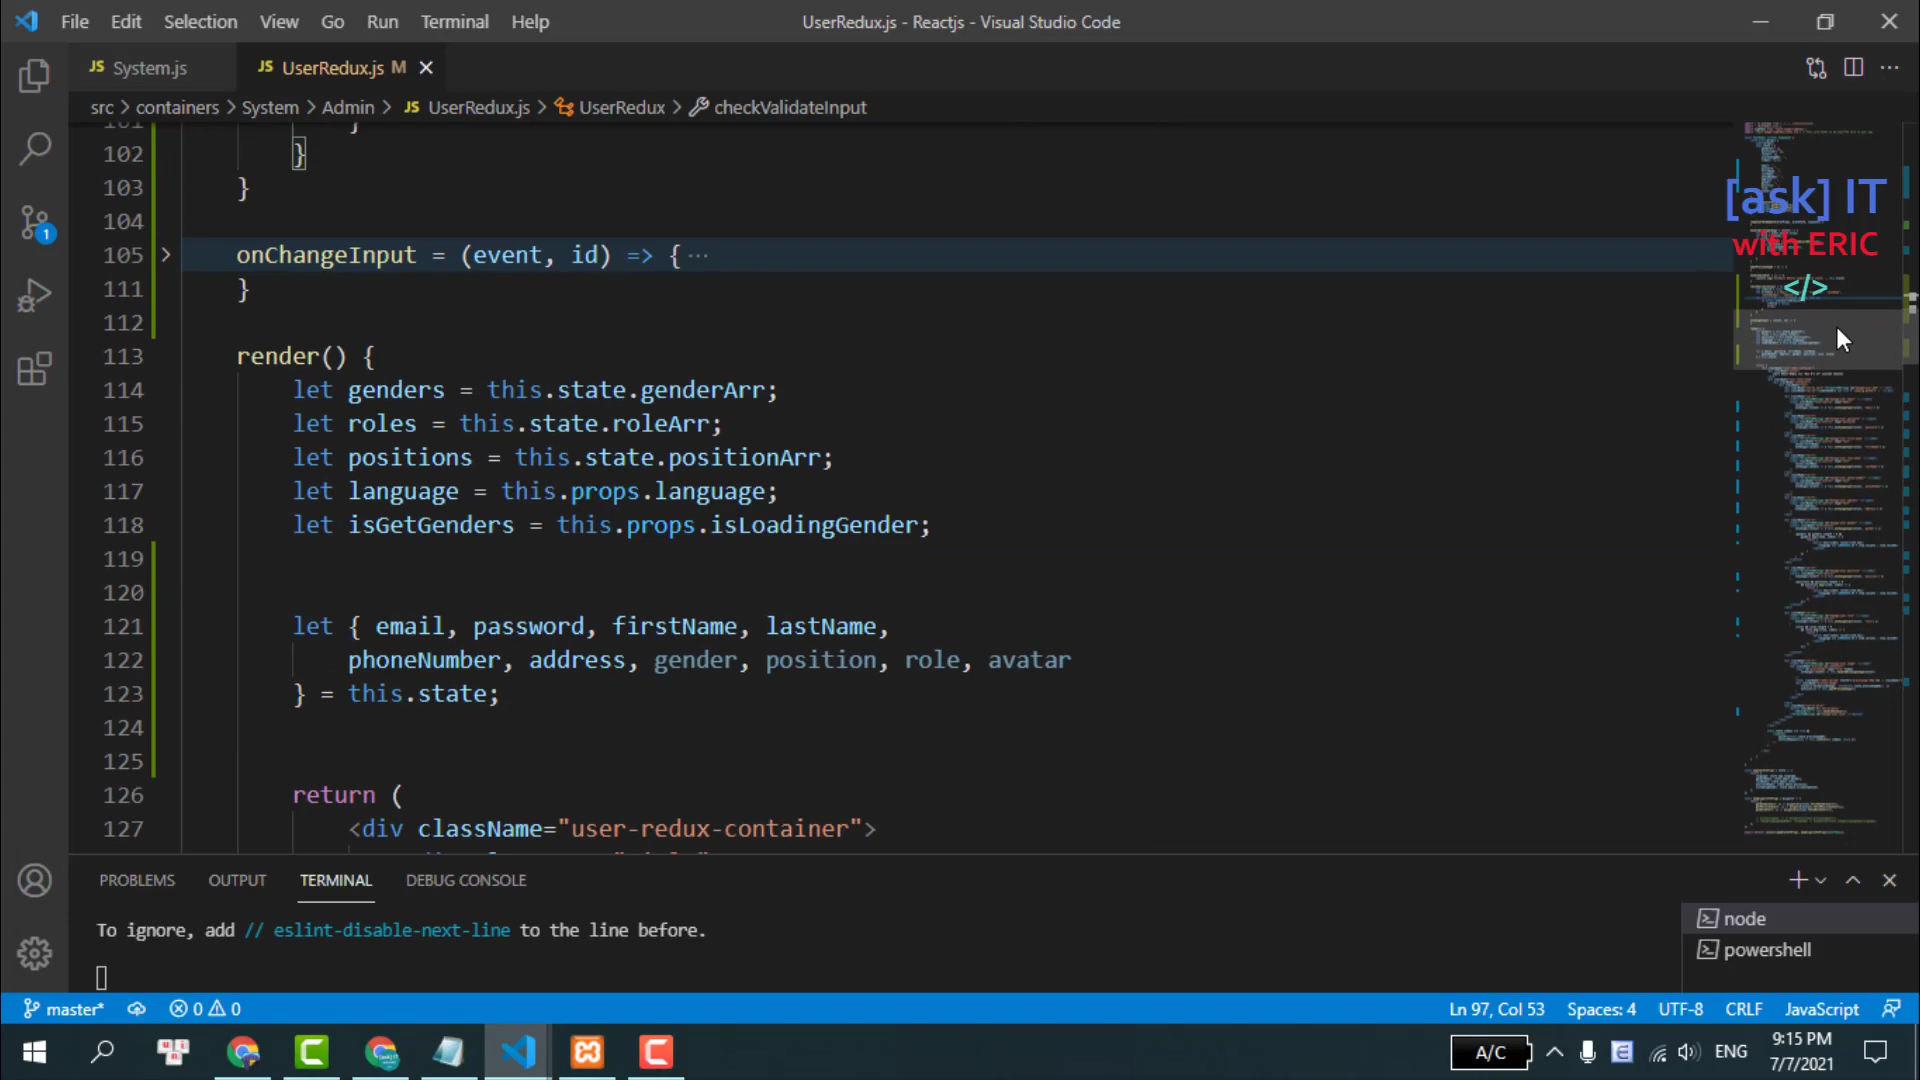 File Edit Selection View Go Run Terminal Help
UserRedux.js - Reactjs - Visual Studio Code
JS System.js
JS UserRedux.js M
src > containers > System > Admin > JS UserRedux.js > UserRedux > checkValidateInput
102 }
103 }
104
105 onChangeInput = (event, id) => { ...
111 }
112
113 render() {
114 let genders = this.state.genderArr;
115 let roles = this.state.roleArr;
116 let positions = this.state.positionArr;
117 let language = this.props.language;
118 let isGetGenders = this.props.isLoadingGender;
119
120
121 let { email, password, firstName, lastName,
122 phoneNumber, address, gender, position, role, avatar
123 } = this.state;
124
125
126 return (
127 <div className="user-redux-container">
[ask] IT
with ERIC
</>
PROBLEMS OUTPUT TERMINAL DEBUG CONSOLE
To ignore, add // eslint-disable-next-line to the line before.
node
powershell
master* 0 0
Ln 97, Col 53 Spaces: 4 UTF-8 CRLF JavaScript
A/C ENG
9:15 PM
7/7/2021